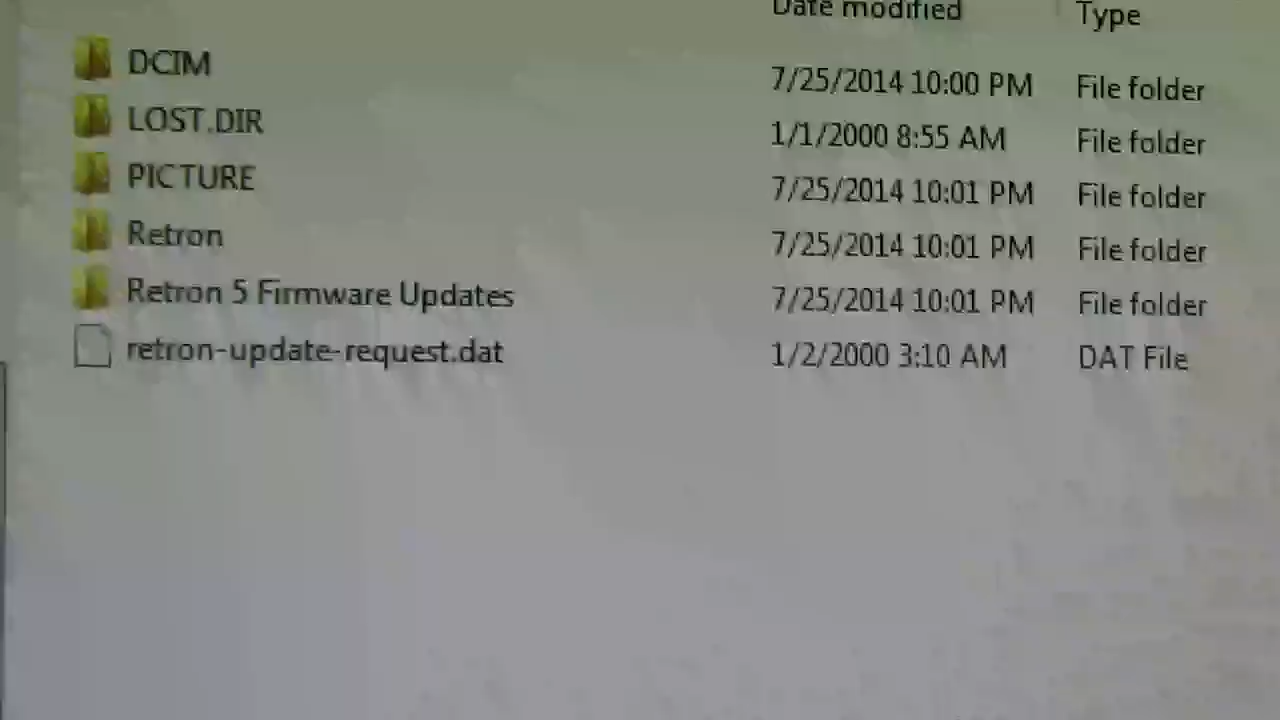 Date modified Type
DCIM 7/25/2014 10:00 PM File folder
LOST.DIR 1/1/2000 8:55 AM File folder
PICTURE 7/25/2014 10:01 PM File folder
Retron 7/25/2014 10:01 PM File folder
Retron 5 Firmware Updates 7/25/2014 10:01 PM File folder
retron-update-request.dat 1/2/2000 3:10 AM DAT File